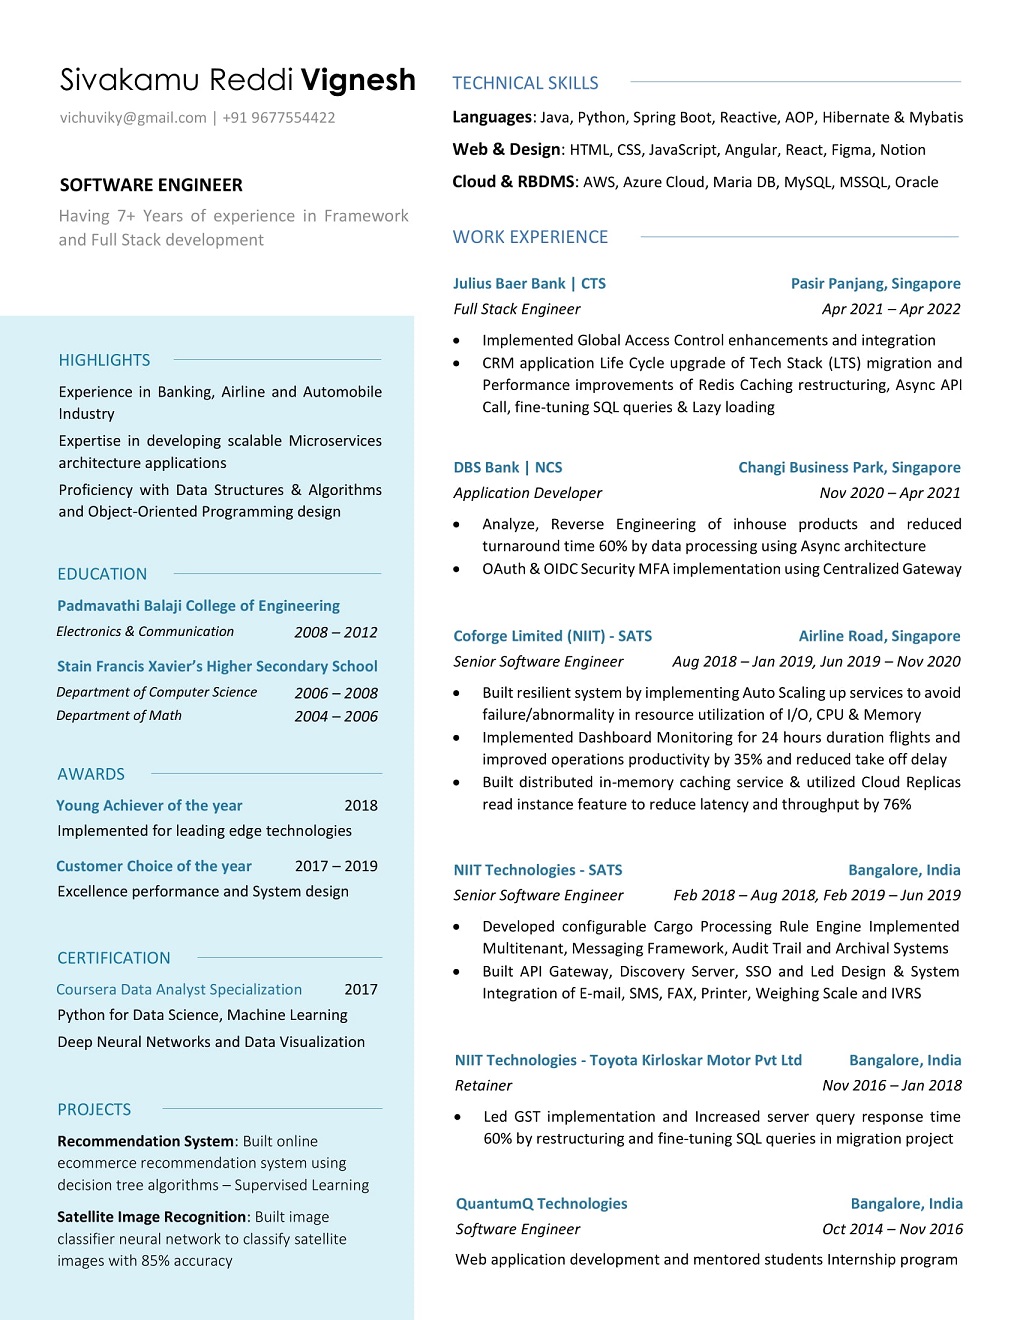 Sivakamu Reddi Vignesh
vichuviky@gmail.com | +91 9677554422
SOFTWARE ENGINEER
Having 7+ Years of experience in Framework
and Full Stack development
HIGHLIGHTS
Experience in Banking, Airline and Automobile
Industry
Expertise in developing scalable Microservices
architecture applications
Proficiency with Data Structures & Algorithms
and Object-Oriented Programming design
EDUCATION
Padmavathi Balaji College of Engineering
Electronics & Communication 2008 – 2012
Stain Francis Xavier’s Higher Secondary School
Department of Computer Science 2006 – 2008
Department of Math 2004 – 2006
AWARDS
Young Achiever of the year 2018
Implemented for leading edge technologies
Customer Choice of the year 2017 – 2019
Excellence performance and System design
CERTIFICATION
Coursera Data Analyst Specialization 2017
Python for Data Science, Machine Learning
Deep Neural Networks and Data Visualization
PROJECTS
Recommendation System: Built online
ecommerce recommendation system using
decision tree algorithms – Supervised Learning
Satellite Image Recognition: Built image
classifier neural network to classify satellite
images with 85% accuracy
TECHNICAL SKILLS
Languages: Java, Python, Spring Boot, Reactive, AOP, Hibernate & Mybatis
Web & Design: HTML, CSS, JavaScript, Angular, React, Figma, Notion
Cloud & RBDMS: AWS, Azure Cloud, Maria DB, MySQL, MSSQL, Oracle
WORK EXPERIENCE
Julius Baer Bank | CTS Pasir Panjang, Singapore
Full Stack Engineer Apr 2021 – Apr 2022
• Implemented Global Access Control enhancements and integration
• CRM application Life Cycle upgrade of Tech Stack (LTS) migration and
Performance improvements of Redis Caching restructuring, Async API
Call, fine-tuning SQL queries & Lazy loading
DBS Bank | NCS Changi Business Park, Singapore
Application Developer Nov 2020 – Apr 2021
• Analyze, Reverse Engineering of inhouse products and reduced
turnaround time 60% by data processing using Async architecture
• OAuth & OIDC Security MFA implementation using Centralized Gateway
Coforge Limited (NIIT) - SATS Airline Road, Singapore
Senior Software Engineer Aug 2018 – Jan 2019, Jun 2019 – Nov 2020
• Built resilient system by implementing Auto Scaling up services to avoid
failure/abnormality in resource utilization of I/O, CPU & Memory
• Implemented Dashboard Monitoring for 24 hours duration flights and
improved operations productivity by 35% and reduced take off delay
• Built distributed in-memory caching service & utilized Cloud Replicas
read instance feature to reduce latency and throughput by 76%
NIIT Technologies - SATS Bangalore, India
Senior Software Engineer Feb 2018 – Aug 2018, Feb 2019 – Jun 2019
• Developed configurable Cargo Processing Rule Engine Implemented
Multitenant, Messaging Framework, Audit Trail and Archival Systems
• Built API Gateway, Discovery Server, SSO and Led Design & System
Integration of E-mail, SMS, FAX, Printer, Weighing Scale and IVRS
NIIT Technologies - Toyota Kirloskar Motor Pvt Ltd Bangalore, India
Retainer Nov 2016 – Jan 2018
• Led GST implementation and Increased server query response time
60% by restructuring and fine-tuning SQL queries in migration project
QuantumQ Technologies Bangalore, India
Software Engineer Oct 2014 – Nov 2016
Web application development and mentored students Internship program